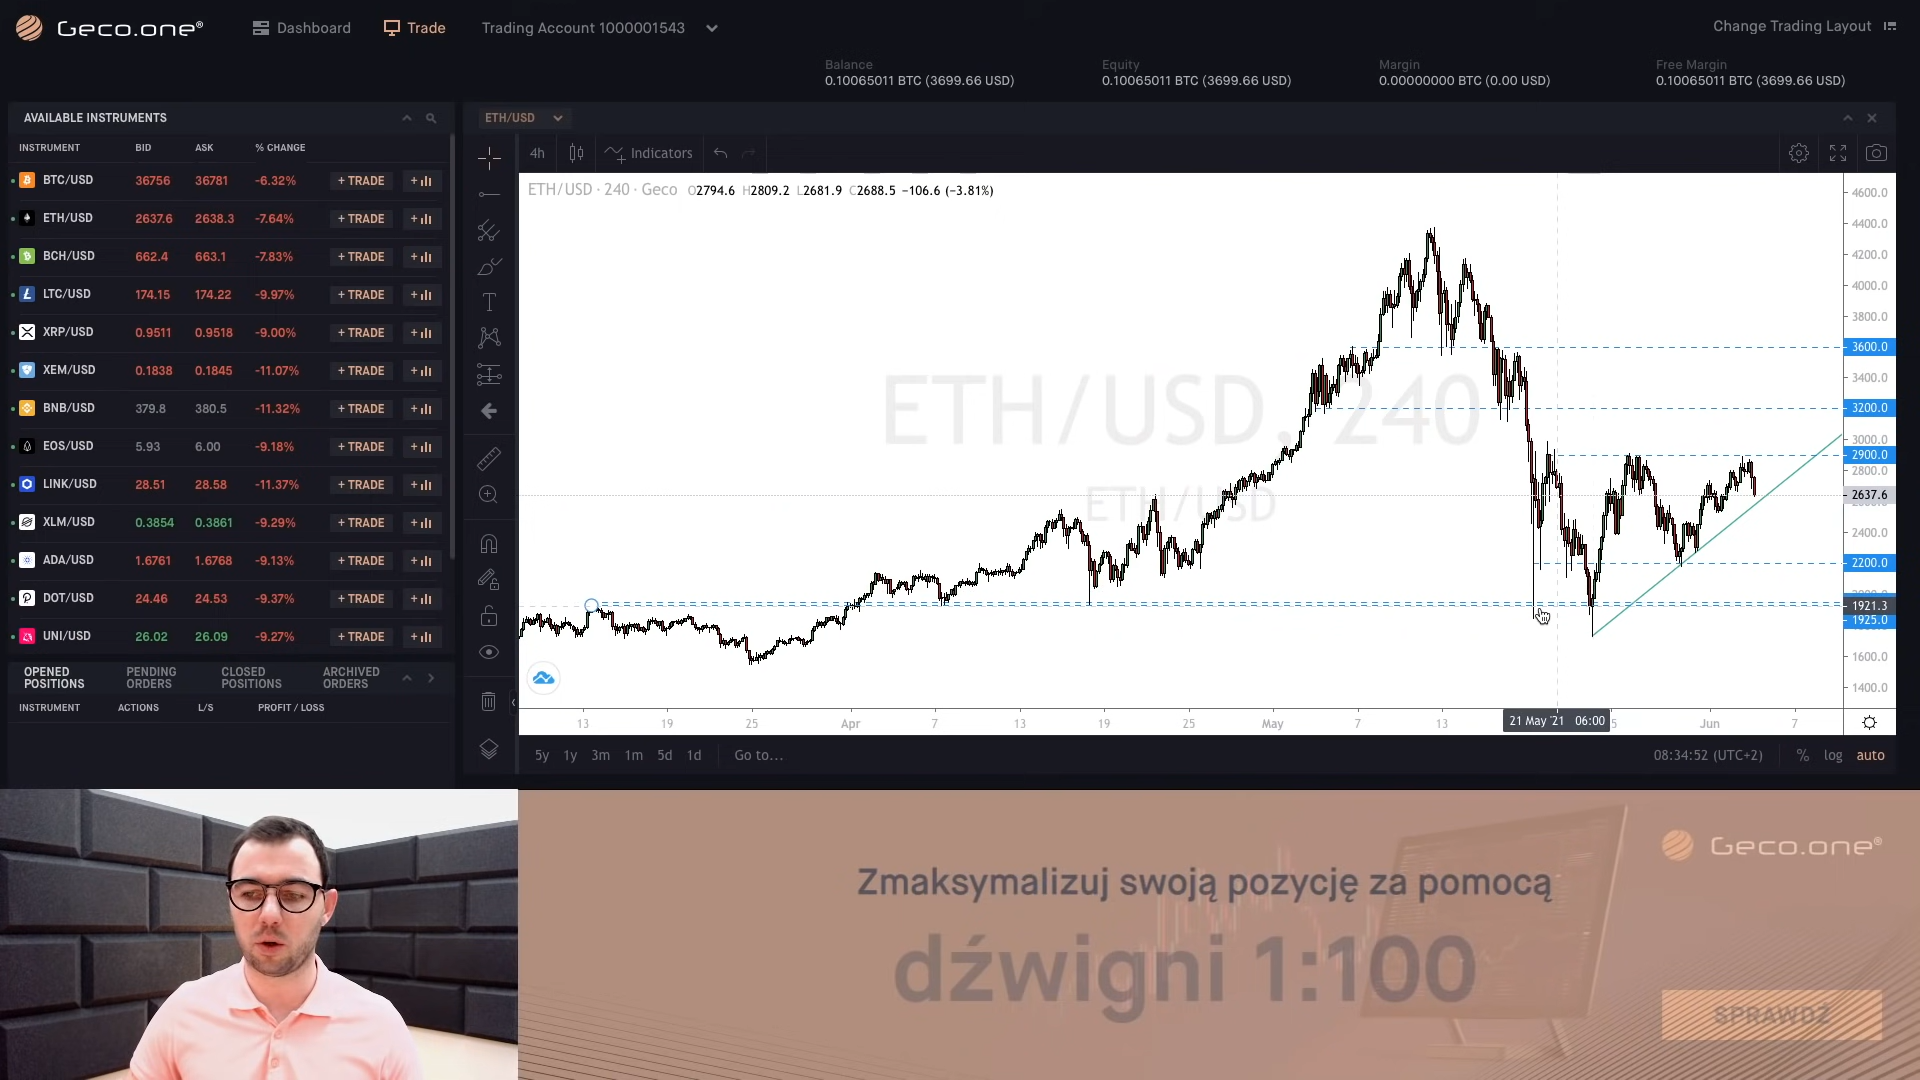 Geco.one®
Dashboard
Trade
Trading Account 1000001543
Change Trading Layout
Balance
0.10065011 BTC (3699.66 USD)
Equity
0.10065011 BTC (3699.66 USD)
Margin
0.00000000 BTC (0.00 USD)
Free Margin
0.10065011 BTC (3699.66 USD)
AVAILABLE INSTRUMENTS
INSTRUMENT BID ASK % CHANGE
BTC/USD 36756 36781 -6.32% + TRADE +
ETH/USD 2637.6 2638.3 -7.64% + TRADE +
BCH/USD 662.4 663.1 -7.83% + TRADE +
LTC/USD 174.15 174.22 -9.97% + TRADE +
XRP/USD 0.9511 0.9518 -9.00% + TRADE +
XEM/USD 0.1838 0.1845 -11.07% + TRADE +
BNB/USD 379.8 380.5 -11.32% + TRADE +
EOS/USD 5.93 6.00 -9.18% + TRADE +
LINK/USD 28.51 28.58 -11.37% + TRADE +
XLM/USD 0.3854 0.3861 -9.29% + TRADE +
ADA/USD 1.6761 1.6768 -9.13% + TRADE +
DOT/USD 24.46 24.53 -9.37% + TRADE +
UNI/USD 26.02 26.09 -9.27% + TRADE +
OPENED POSITIONS
PENDING ORDERS
CLOSED POSITIONS
ARCHIVED ORDERS
INSTRUMENT ACTIONS L/S PROFIT / LOSS
ETH/USD
4h
Indicators
ETH/USD · 240 · Geco O2794.6 H2809.2 L2681.9 C2688.5 −106.6 (−3.81%)
ETH/USD, 240
ETH/USD
4600.0
4400.0
4200.0
4000.0
3800.0
3600.0
3400.0
3200.0
3000.0
2900.0
2800.0
2637.6
2400.0
2200.0
1921.3
1925.0
1600.0
1400.0
13 19 25 Apr 7 13 19 25 May 7 13 21 May '21 06:00 5 Jun 7
5y 1y 3m 1m 5d 1d Go to...
08:34:52 (UTC+2) % log auto
Geco.one®
Zmaksymalizuj swoją pozycję za pomocą
dźwigni 1:100
SPRAWDŹ